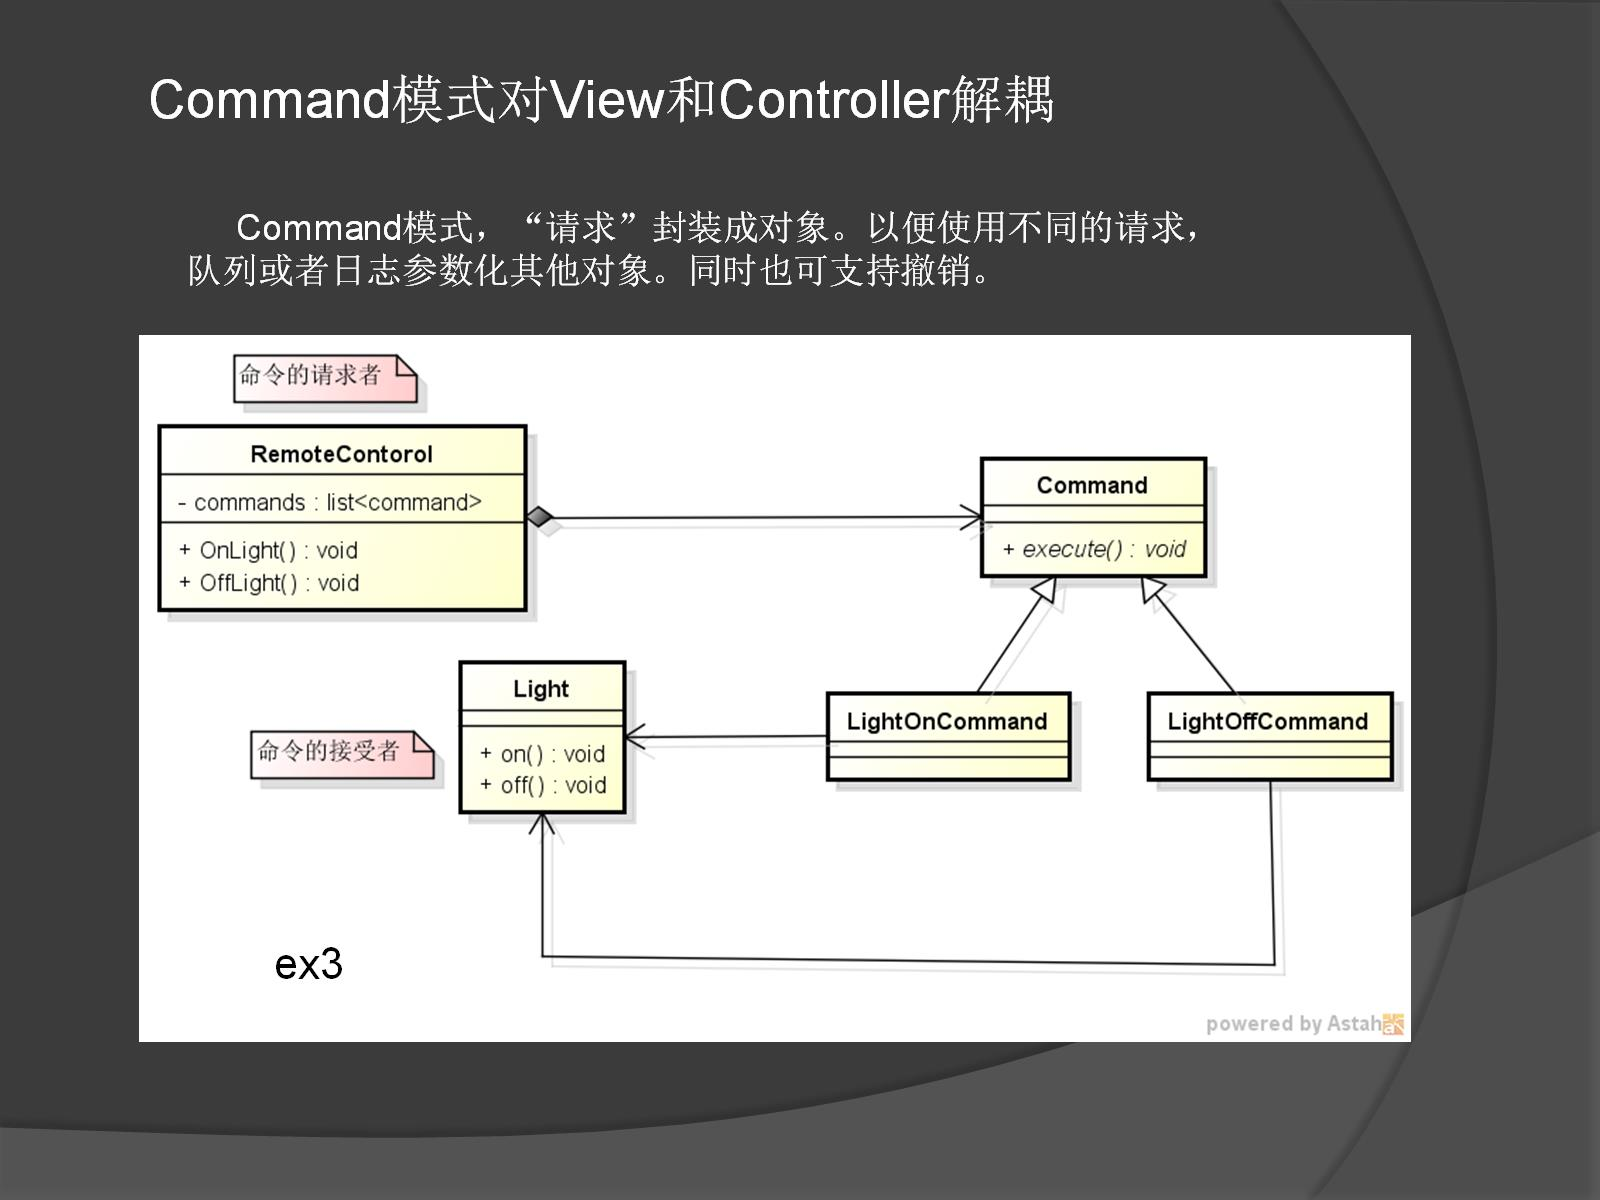 Command模式对View和Controller解耦
Command模式，“请求”封装成对象。以便使用不同的请求，
队列或者日志参数化其他对象。同时也可支持撤销。
命令的请求者
RemoteContorol
- commands : list<command>
+ OnLight() : void
+ OffLight() : void
Command
+ execute() : void
Light
+ on() : void
+ off() : void
命令的接受者
LightOnCommand
LightOffCommand
ex3
powered by Astah